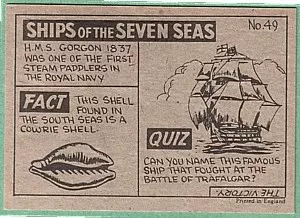 SHIPS OF THE SEVEN SEAS
No. 49
H.M.S. GORGON 1837
WAS ONE OF THE FIRST
STEAM PADDLERS IN
THE ROYAL NAVY
FACT
THIS SHELL
FOUND IN
THE SOUTH SEAS IS A
COWRIE SHELL.
QUIZ
CAN YOU NAME THIS FAMOUS
SHIP THAT FOUGHT AT THE
BATTLE OF TRAFALGAR?
THE VICTORY.
Printed in England